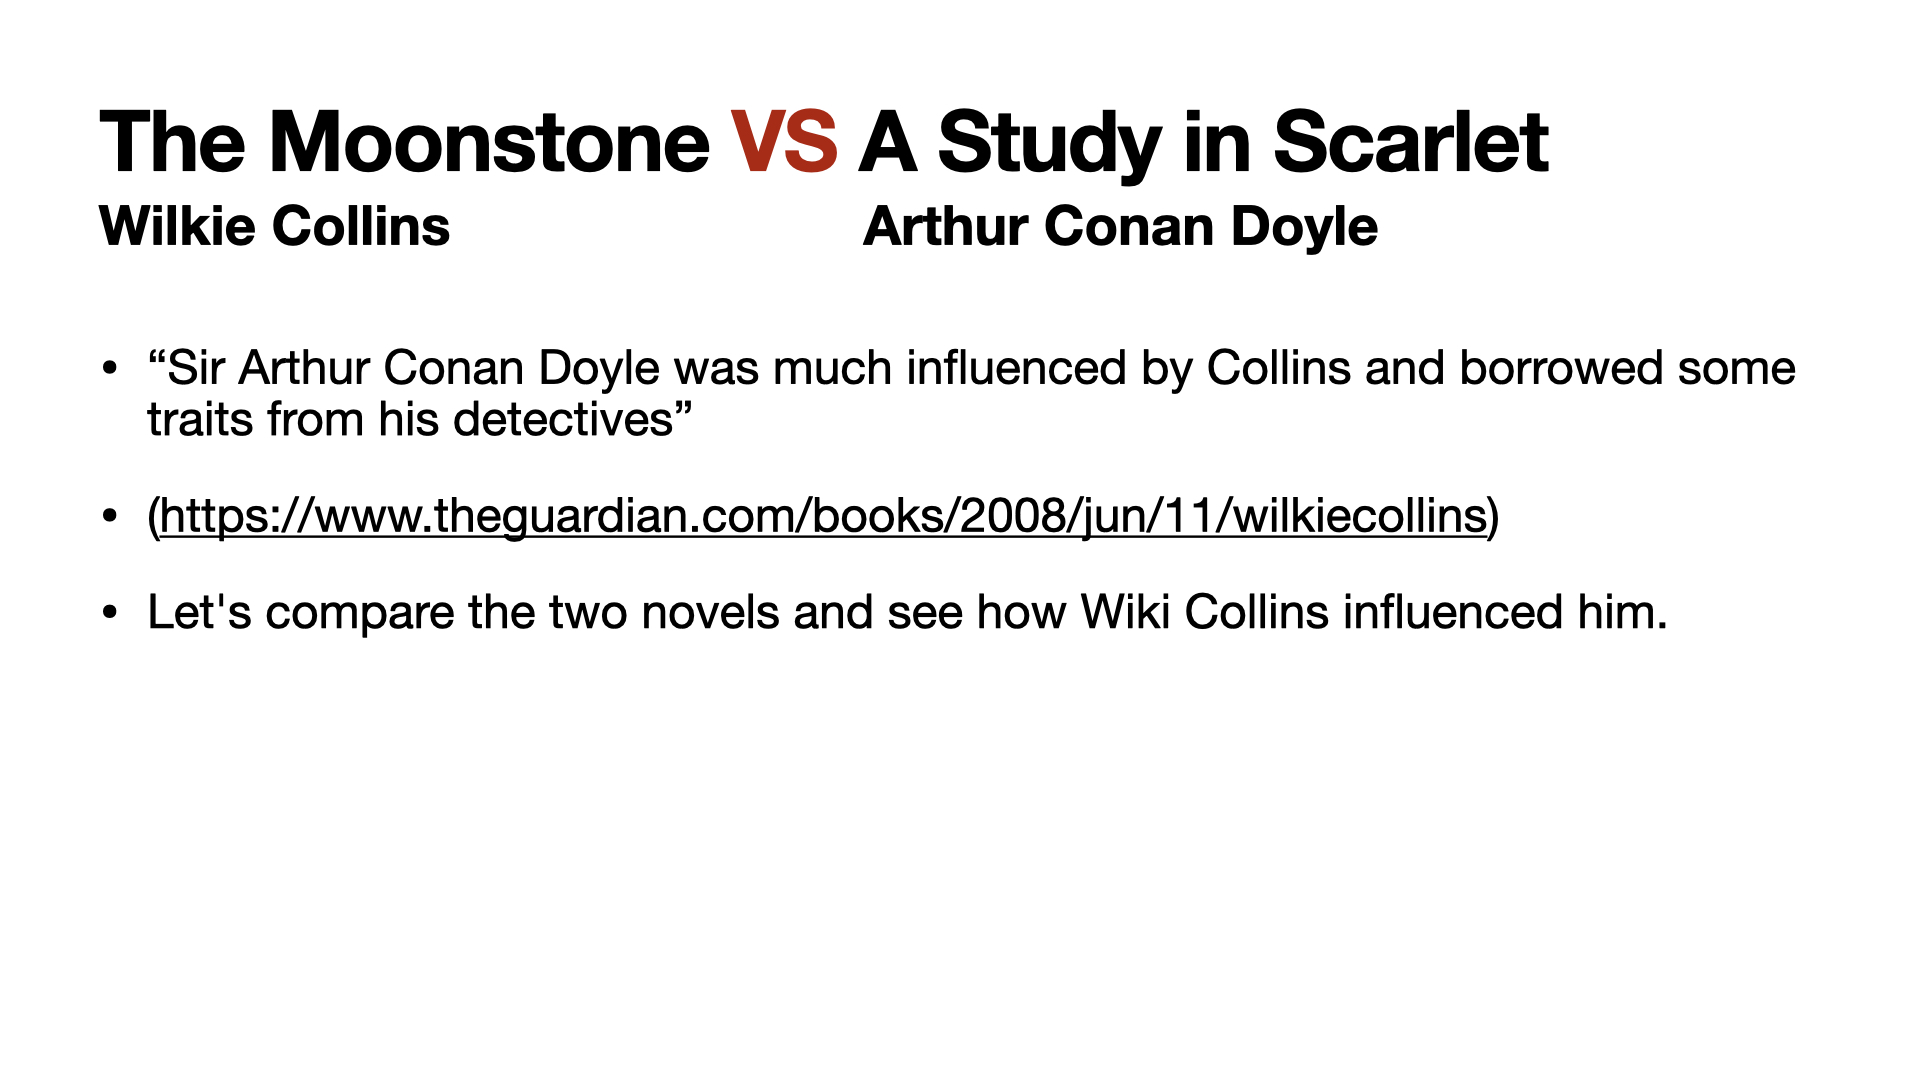 The Moonstone VS A Study in Scarlet
Wilkie Collins Arthur Conan Doyle
• “Sir Arthur Conan Doyle was much influenced by Collins and borrowed some
traits from his detectives”
• (https://www.theguardian.com/books/2008/jun/11/wilkiecollins)
• Let's compare the two novels and see how Wiki Collins influenced him.